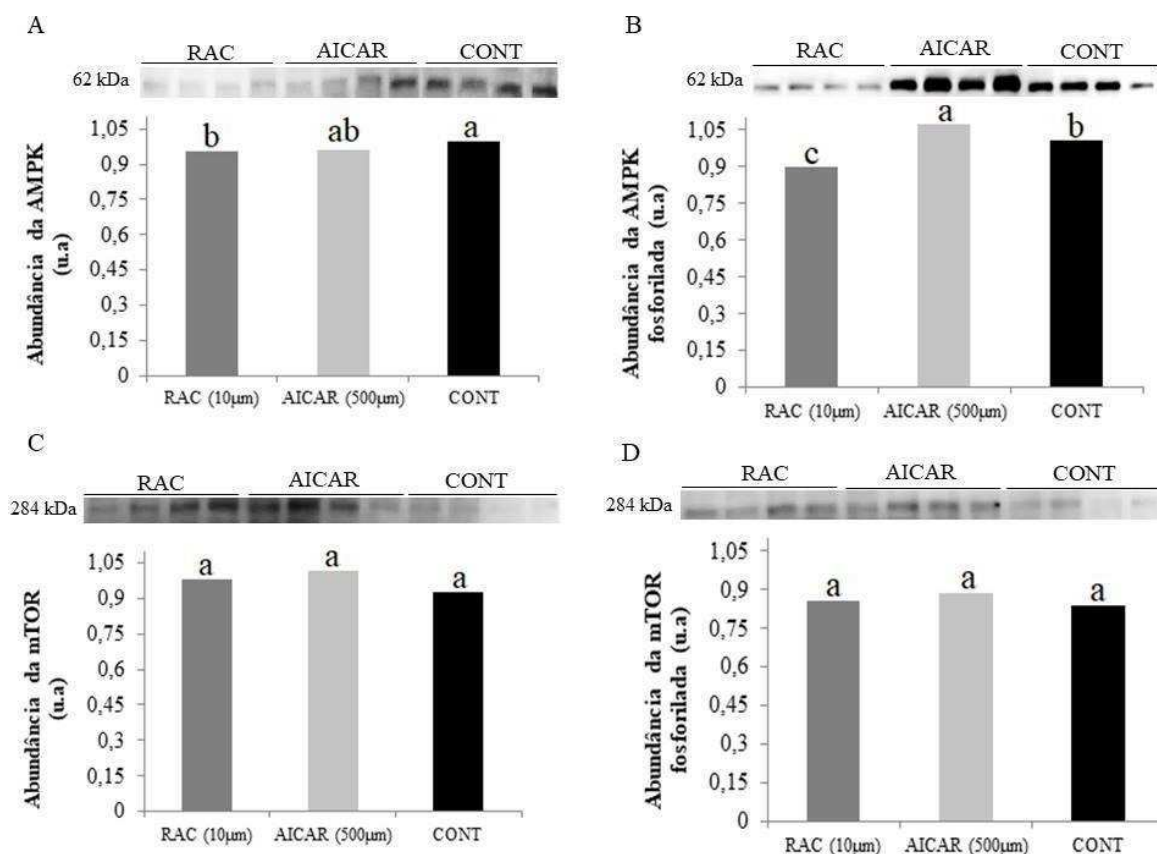 A
RAC AICAR CONT
62 kDa
b ab a
1,05
0,9
0,75
0,6
0,45
0,3
0,15
0
Abundância da AMPK
(u.a)
RAC (10µm) AICAR (500µm) CONT
B
RAC AICAR CONT
62 kDa
c a b
1,05
0,9
0,75
0,6
0,45
0,3
0,15
0
Abundância da AMPK
fosforilada (u.a)
RAC (10µm) AICAR (500µm) CONT
C
RAC AICAR CONT
284 kDa
a a a
1,05
0,9
0,75
0,6
0,45
0,3
0,15
0
Abundância da mTOR
(u.a)
RAC (10µm) AICAR (500µm) CONT
D
RAC AICAR CONT
284 kDa
a a a
1,05
0,9
0,75
0,6
0,45
0,3
0,15
0
Abundância da mTOR
fosforilada (u.a)
RAC (10µm) AICAR (500µm) CONT